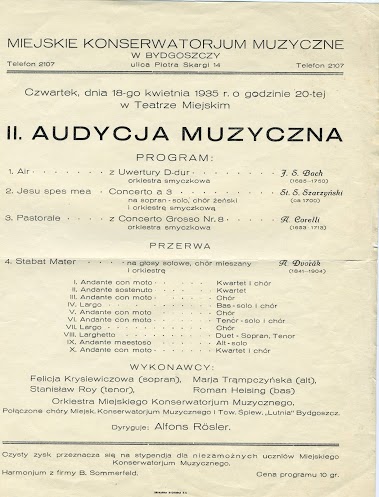 MIEJSKIE KONSERWATORJUM MUZYCZNE
W BYDGOSZCZY
Telefon 2107 ulica Piotra Skargi 14 Telefon 2107
Czwartek, dnia 18-go kwietnia 1935 r. o godzinie 20-tej
w Teatrze Miejskim
II. AUDYCJA MUZYCZNA
PROGRAM:
1. Air · · · · · z Uwertury D-dur · · · · · · J. S. Bach
orkiestra smyczkowa (1685-1750)
2. Jesu spes mea · Concerto a 3 · · · · · · St. S. Szarzyński
na sopran-solo, chór żeński (ca 1700)
i orkiestrę smyczkową
3. Pastorale · · · · z Concerto Grosso Nr. 8 · · · · A. Corelli
orkiestra smyczkowa (1653-1713)
PRZERWA
4. Stabat Mater · · · · na głosy solowe, chór mieszany · · A. Dvořák
i orkiestrę (1841-1904)
I. Andante con moto · · · · · Kwartet i chór
II. Andante sostenuto · · · · · Kwartet
III. Andante con moto · · · · · Chór
IV. Largo · · · · · Bas-solo i chór
V. Andante con moto · · · · · Chór
VI. Andante con moto · · · · · Tenor-solo i chór
VII. Largo · · · · · Chór
VIII. Larghetto · · · · · Duet-Sopran, Tenor
IX. Andante maestoso · · · · · Alt-solo
X. Andante con moto · · · · · Kwartet i chór
WYKONAWCY:
Felicja Krysiewiczowa (sopran), Marja Trąmpczyńska (alt),
Stanisław Roy (tenor), Roman Heising (bas)
Orkiestra Miejskiego Konserwatorjum Muzycznego.
Połączone chóry Miejsk. Konserwatorjum Muzycznego i Tow. Śpiew. „Lutnia" Bydgoszcz.
Dyryguje: Alfons Rösler.
Czysty zysk przeznacza się na stypendja dla niezamożnych uczniów Miejskiego
Konserwatorjum Muzycznego.
Harmonjum z firmy B. Sommerfeld. Cena programu 10 gr.